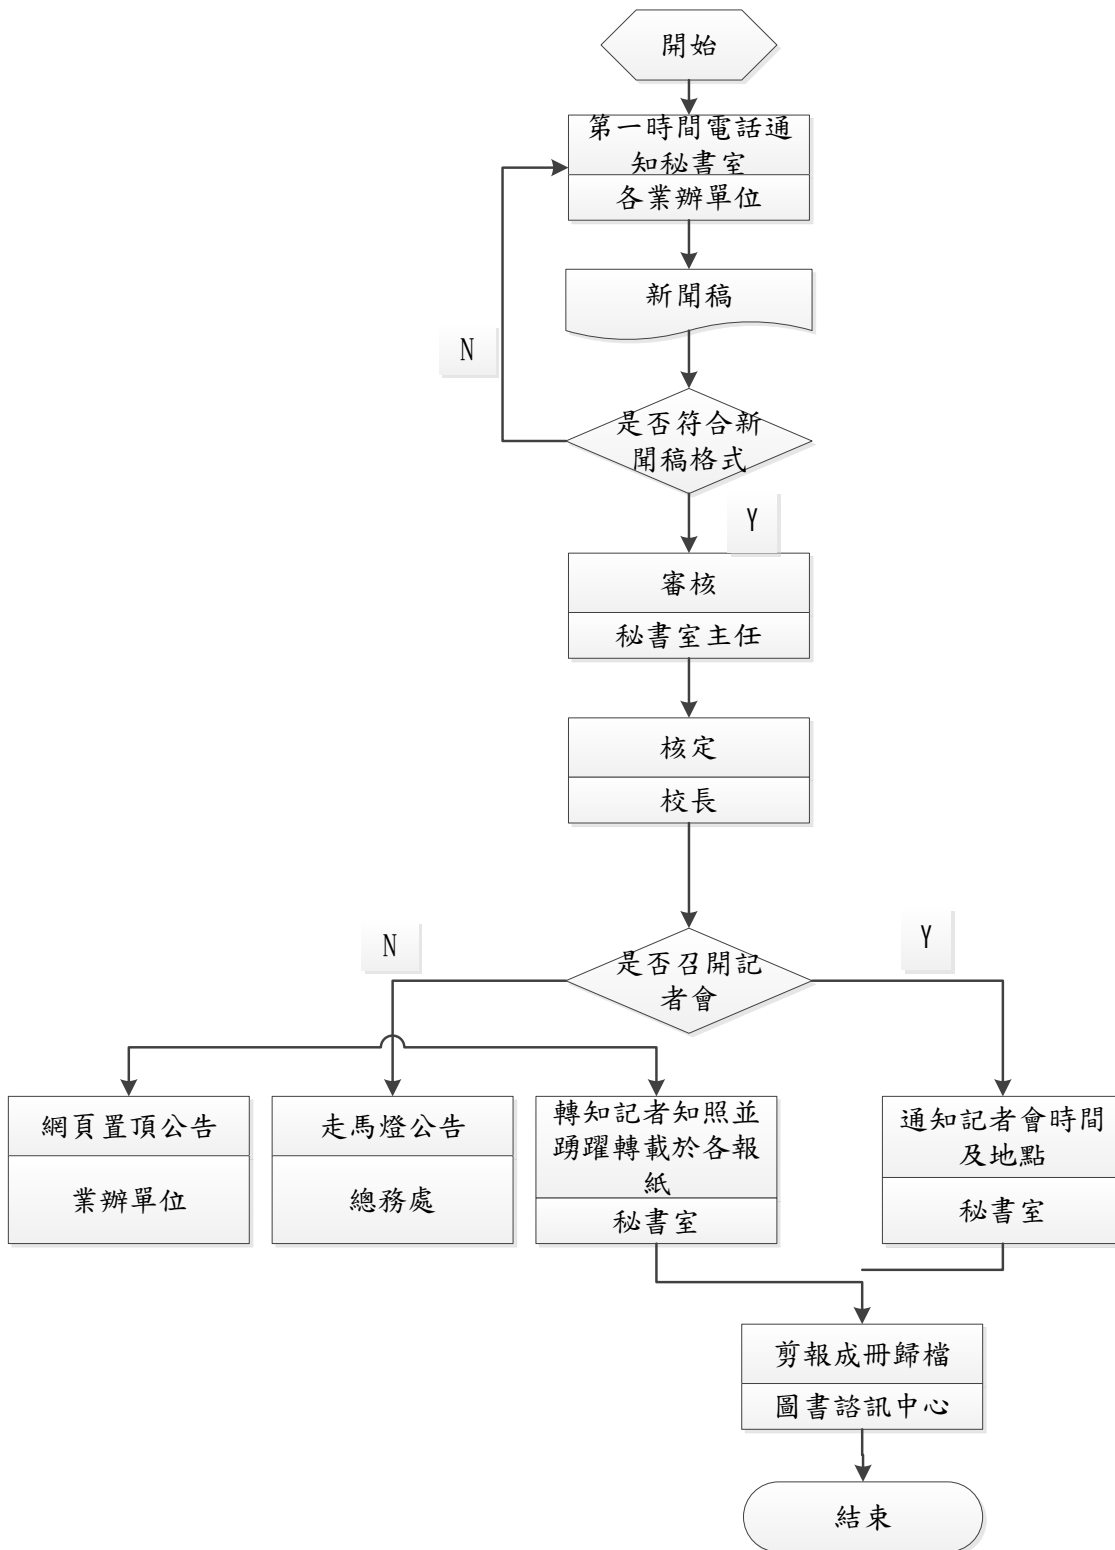 開始
第一時間電話通
知秘書室
各業辦單位
新聞稿
N
是否符合新
聞稿格式
Y
審核
秘書室主任
核定
校長
N
Y
是否召開記
者會
網頁置頂公告
業辦單位
走馬燈公告
總務處
轉知記者知照並
踴躍轉載於各報
紙
秘書室
通知記者會時間
及地點
秘書室
剪報成冊歸檔
圖書諮訊中心
結束